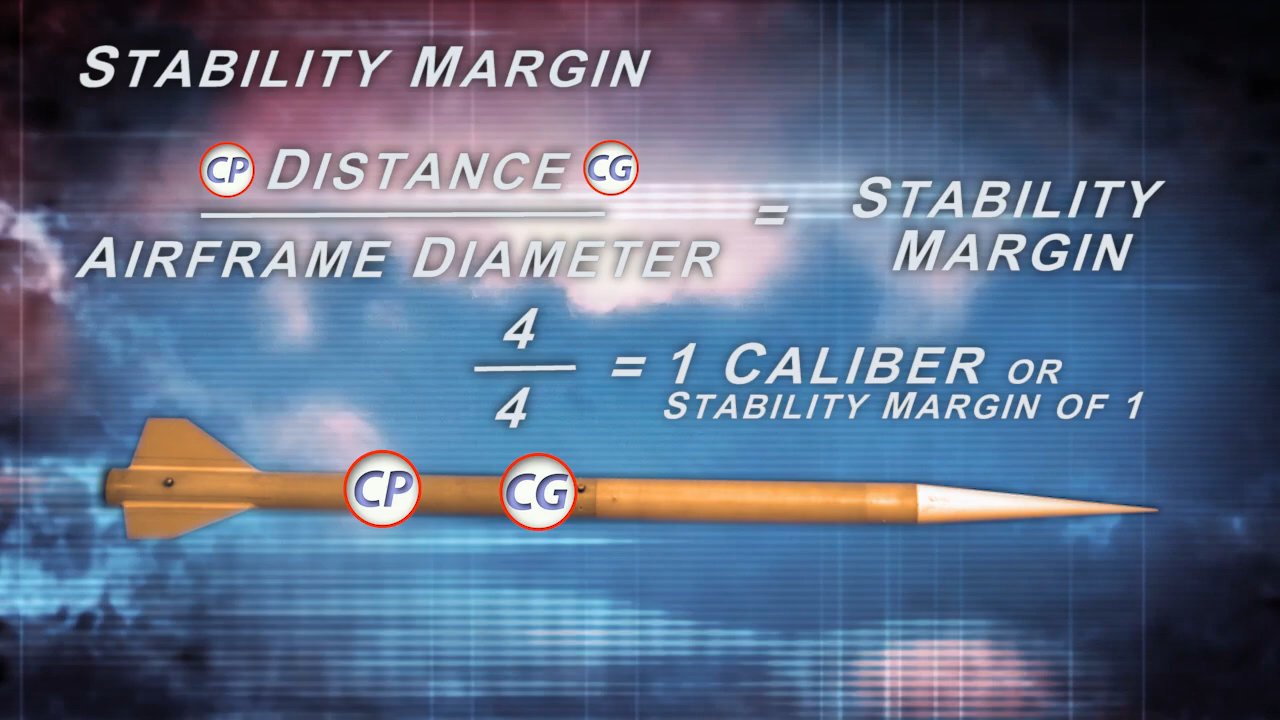 STABILITY MARGIN
CP DISTANCE CG
AIRFRAME DIAMETER
= STABILITY MARGIN
4
4
= 1 CALIBER OR
STABILITY MARGIN OF 1
CP CG